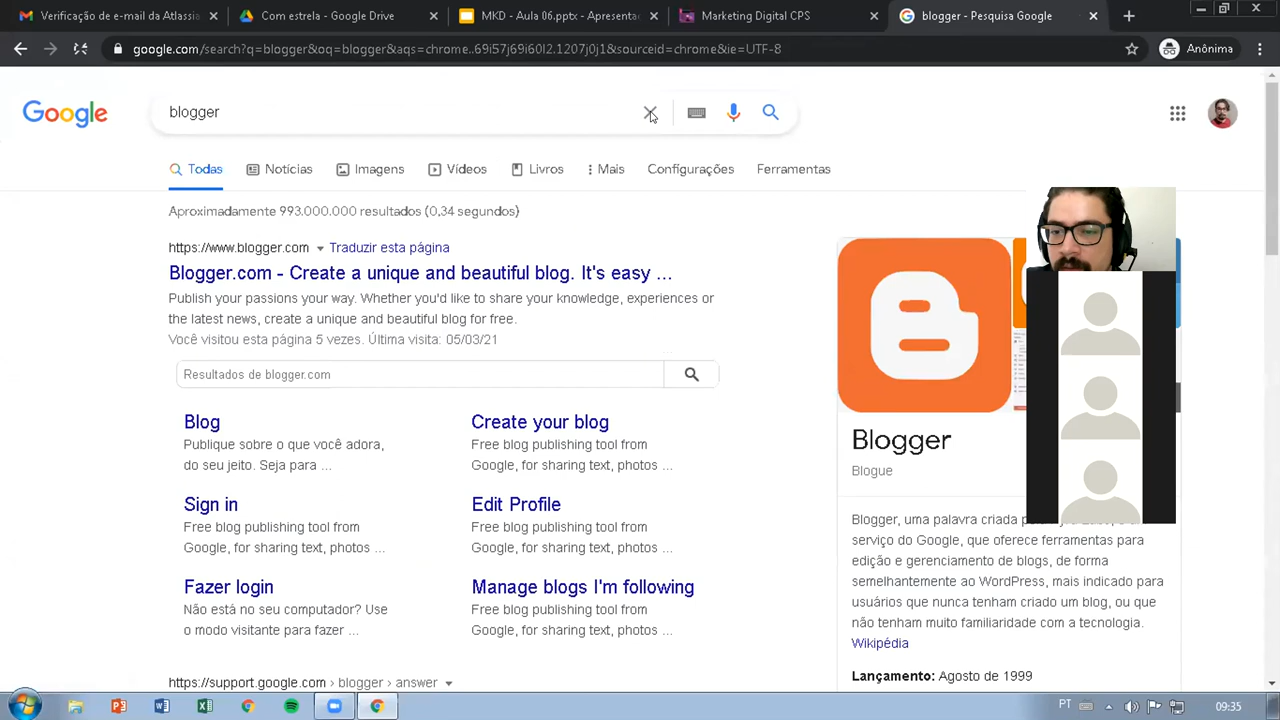 Verificação de e-mail da Atlassia
Com estrela - Google Drive
MKD - Aula 06.pptx - Apresentaç
Marketing Digital CPS
blogger - Pesquisa Google
google.com/search?q=blogger&oq=blogger&aqs=chrome..69i57j69i60l2.1207j0j1&sourceid=chrome&ie=UTF-8
Anônima
Google
blogger
Todas
Notícias
Imagens
Vídeos
Livros
Mais
Configurações
Ferramentas
Aproximadamente 993.000.000 resultados (0,34 segundos)
https://www.blogger.com Traduzir esta página
Blogger.com - Create a unique and beautiful blog. It's easy ...
Publish your passions your way. Whether you'd like to share your knowledge, experiences or
the latest news, create a unique and beautiful blog for free.
Você visitou esta página 5 vezes. Última visita: 05/03/21
Resultados de blogger.com
Blog
Publique sobre o que você adora,
do seu jeito. Seja para ...
Create your blog
Free blog publishing tool from
Google, for sharing text, photos ...
Sign in
Free blog publishing tool from
Google, for sharing text, photos ...
Edit Profile
Free blog publishing tool from
Google, for sharing text, photos ...
Fazer login
Não está no seu computador? Use
o modo visitante para fazer ...
Manage blogs I'm following
Free blog publishing tool from
Google, for sharing text, photos ...
https://support.google.com › blogger › answer
Blogger
Blogue
Blogger, uma palavra criada
serviço do Google, que oferece ferramentas para
edição e gerenciamento de blogs, de forma
semelhantemente ao WordPress, mais indicado para
usuários que nunca tenham criado um blog, ou que
não tenham muito familiaridade com a tecnologia.
Wikipédia
Lançamento: Agosto de 1999
PT
09:35